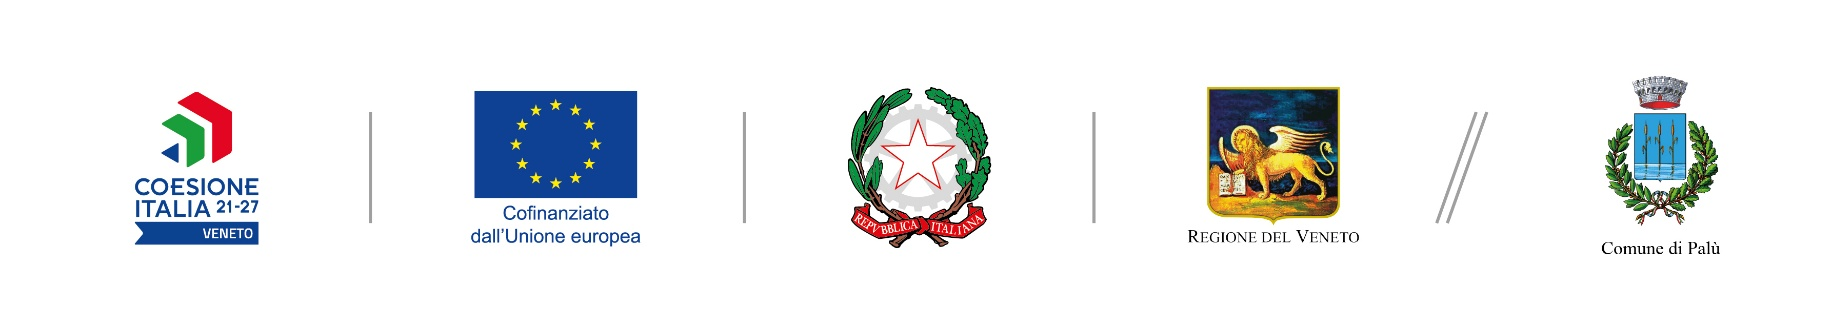 COESIONE
ITALIA 21-27
VENETO
Cofinanziato
dall'Unione europea
REPVBBLICA ITALIANA
REGIONE DEL VENETO
Comune di Palù